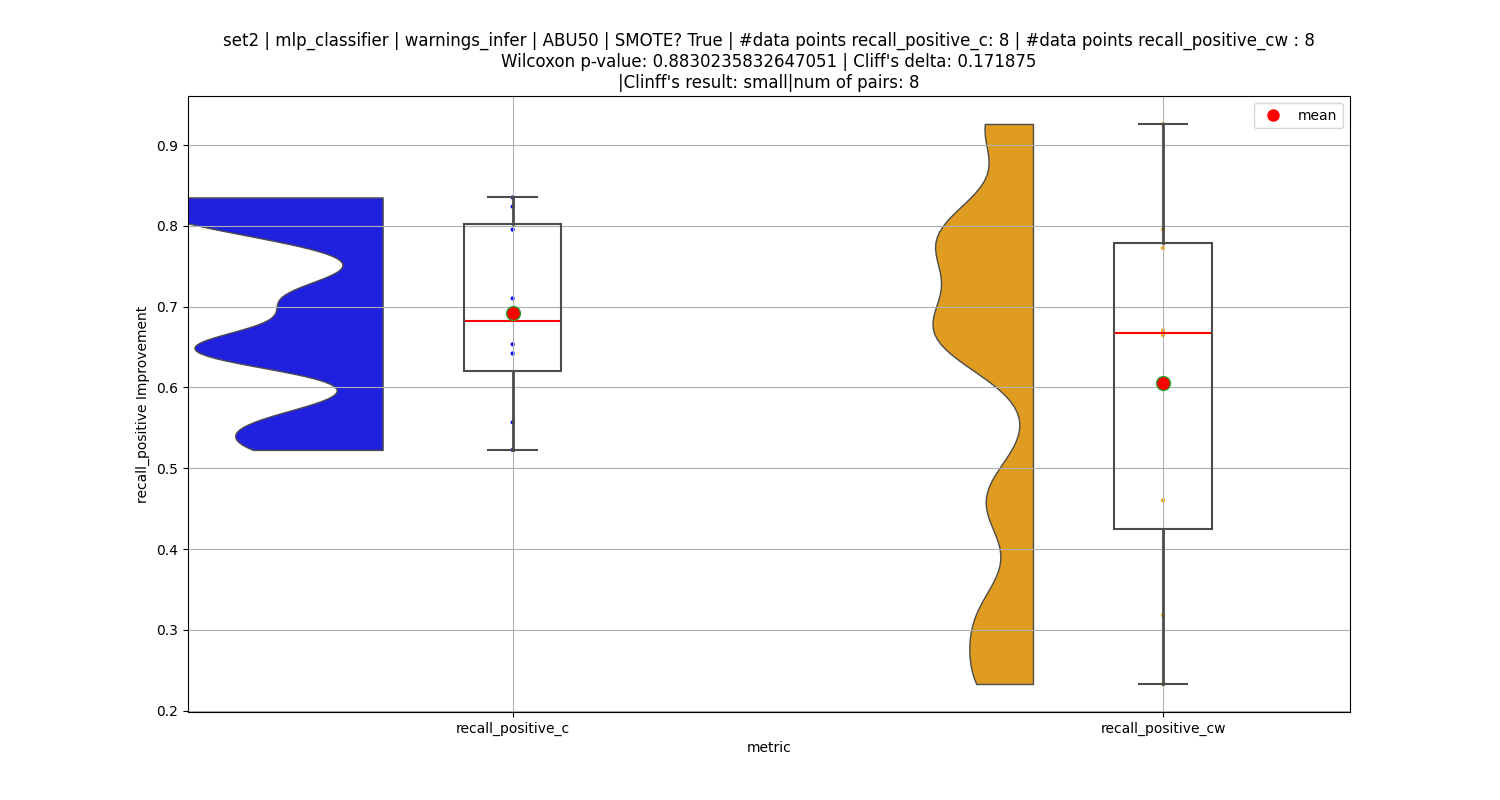 set2 | mlp_classifier | warnings_infer | ABU50 | SMOTE? True | #data points recall_positive_c: 8 | #data points recall_positive_cw : 8
Wilcoxon p-value: 0.8830235832647051 | Cliff's delta: 0.171875
|Clinff's result: small|num of pairs: 8
mean
0.9
0.8
0.7
0.6
0.5
0.4
0.3
0.2
recall_positive Improvement
recall_positive_c
recall_positive_cw
metric